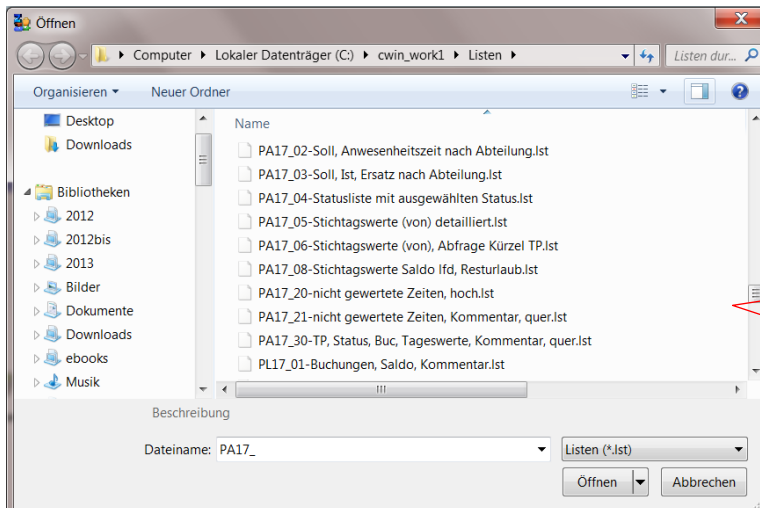 Öffnen
Computer Lokaler Datenträger (C:) cwin_work1 Listen
Listen dur...
Organisieren Neuer Ordner
Desktop
Downloads
Bibliotheken
2012
2012bis
2013
Bilder
Dokumente
Downloads
ebooks
Musik
Name
PA17_02-Soll, Anwesenheitszeit nach Abteilung.lst
PA17_03-Soll, Ist, Ersatz nach Abteilung.lst
PA17_04-Statusliste mit ausgewählten Status.lst
PA17_05-Stichtagswerte (von) detailliert.lst
PA17_06-Stichtagswerte (von), Abfrage Kürzel TP.lst
PA17_08-Stichtagswerte Saldo lfd, Resturlaub.lst
PA17_20-nicht gewertete Zeiten, hoch.lst
PA17_21-nicht gewertete Zeiten, Kommentar, quer.lst
PA17_30-TP, Status, Buc, Tageswerte, Kommentar, quer.lst
PL17_01-Buchungen, Saldo, Kommentar.lst
Beschreibung
Dateiname: PA17_ Listen (*.lst)
Öffnen Abbrechen